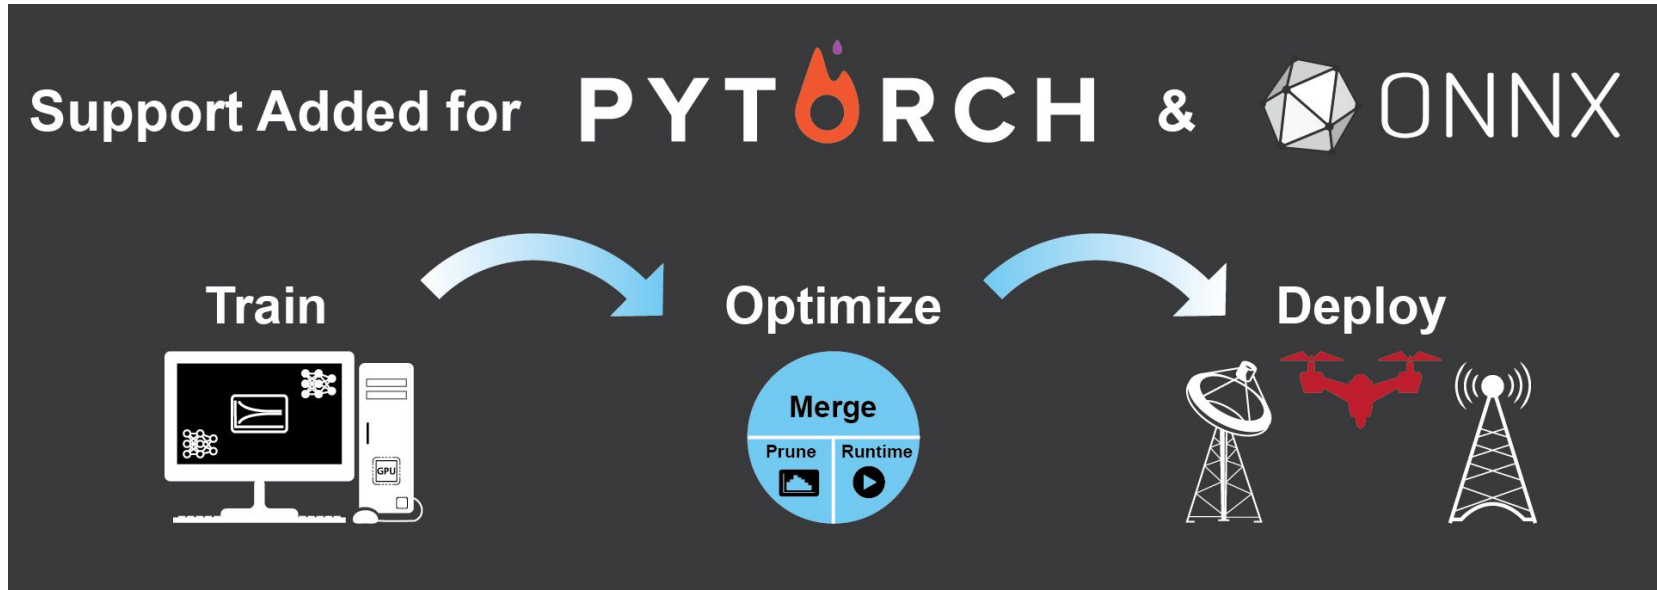 Support Added for PYTORCH & ONNX
Train
Optimize
Deploy
Merge
Prune
Runtime
GPU